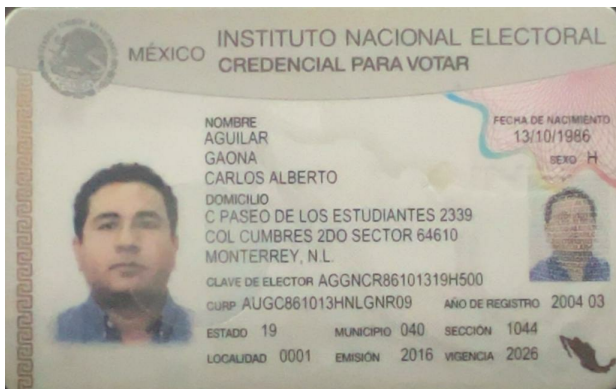 MÉXICO
INSTITUTO NACIONAL ELECTORAL
CREDENCIAL PARA VOTAR
NOMBRE
AGUILAR
GAONA
CARLOS ALBERTO
FECHA DE NACIMIENTO
13/10/1986
SEXO H
DOMICILIO
C PASEO DE LOS ESTUDIANTES 2339
COL CUMBRES 2DO SECTOR 64610
MONTERREY, N.L.
CLAVE DE ELECTOR AGGNCR86101319H500
CURP AUGC861013HNLGNR09 AÑO DE REGISTRO 2004 03
ESTADO 19 MUNICIPIO 040 SECCIÓN 1044
LOCALIDAD 0001 EMISIÓN 2016 VIGENCIA 2026